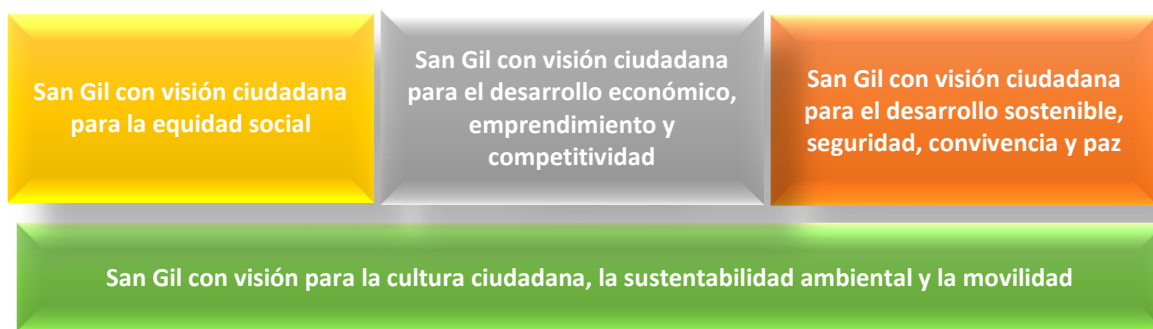 San Gil con visión ciudadana
para la equidad social
San Gil con visión ciudadana
para el desarrollo económico,
emprendimiento y
competitividad
San Gil con visión ciudadana
para el desarrollo sostenible,
seguridad, convivencia y paz
San Gil con visión para la cultura ciudadana, la sustentabilidad ambiental y la movilidad